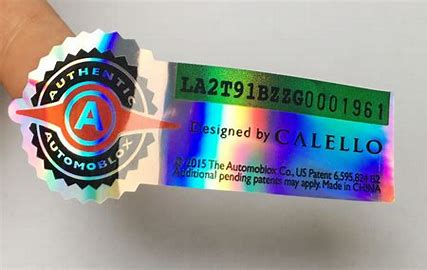 AUTHENTIC
A
AUTOMOBLOX
LA2T91BZZG0001961
Designed by CALELLO
©2015 The Automoblox Co., US Patent 6,595,824 B2
Additional pending patents may apply. Made in CHINA